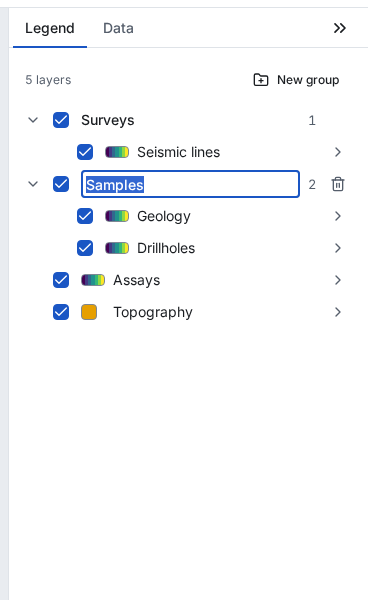 Legend Data
5 layers New group
Surveys 1
Seismic lines
Samples 2
Geology
Drillholes
Assays
Topography